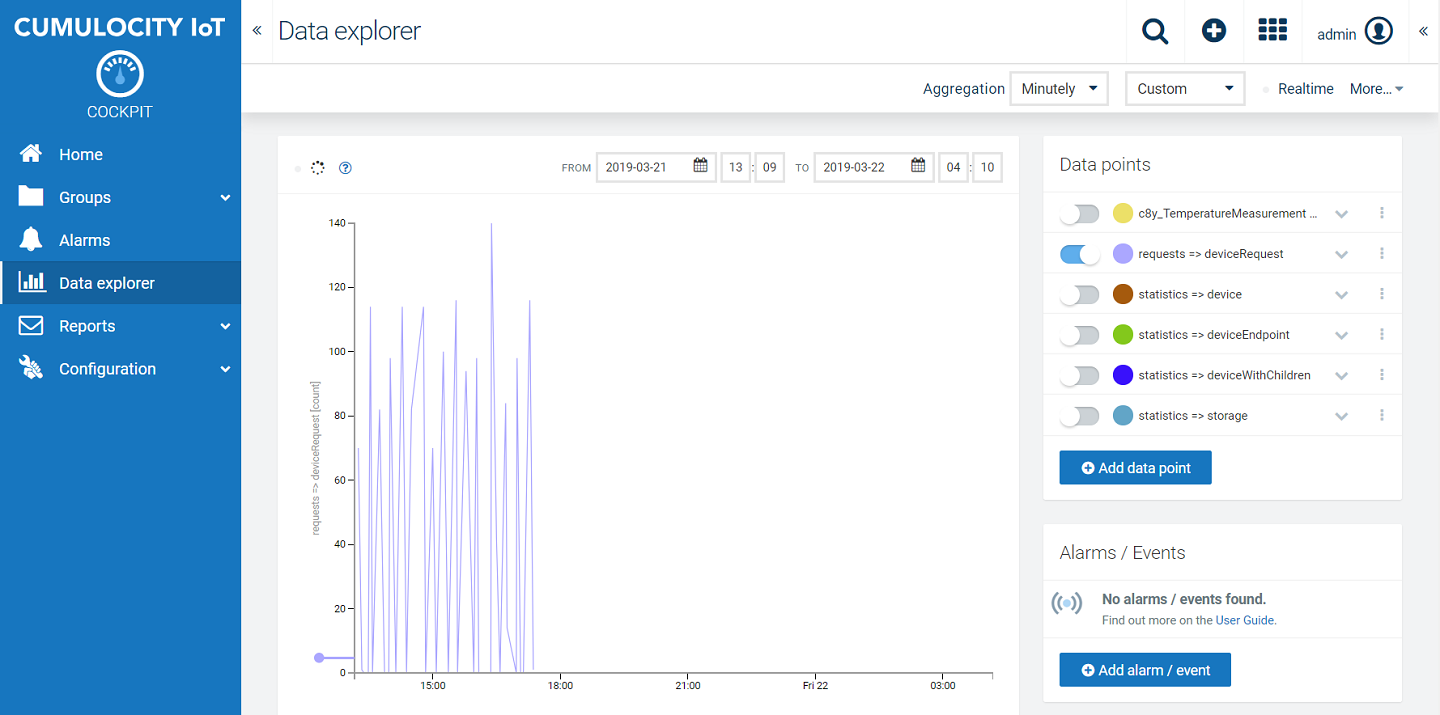 CUMULOCITY IoT
COCKPIT
Home
Groups
Alarms
Data explorer
Reports
Configuration
« Data explorer
admin
«
Aggregation Minutely Custom Realtime More...
? FROM 2019-03-21 13 : 09 TO 2019-03-22 04 : 10
140
120
100
80
60
40
20
0
requests => deviceRequest [count]
15:00 18:00 21:00 Fri 22 03:00
Data points
c8y_TemperatureMeasurement ...
requests => deviceRequest
statistics => device
statistics => deviceEndpoint
statistics => deviceWithChildren
statistics => storage
Add data point
Alarms / Events
No alarms / events found.
Find out more on the User Guide.
Add alarm / event